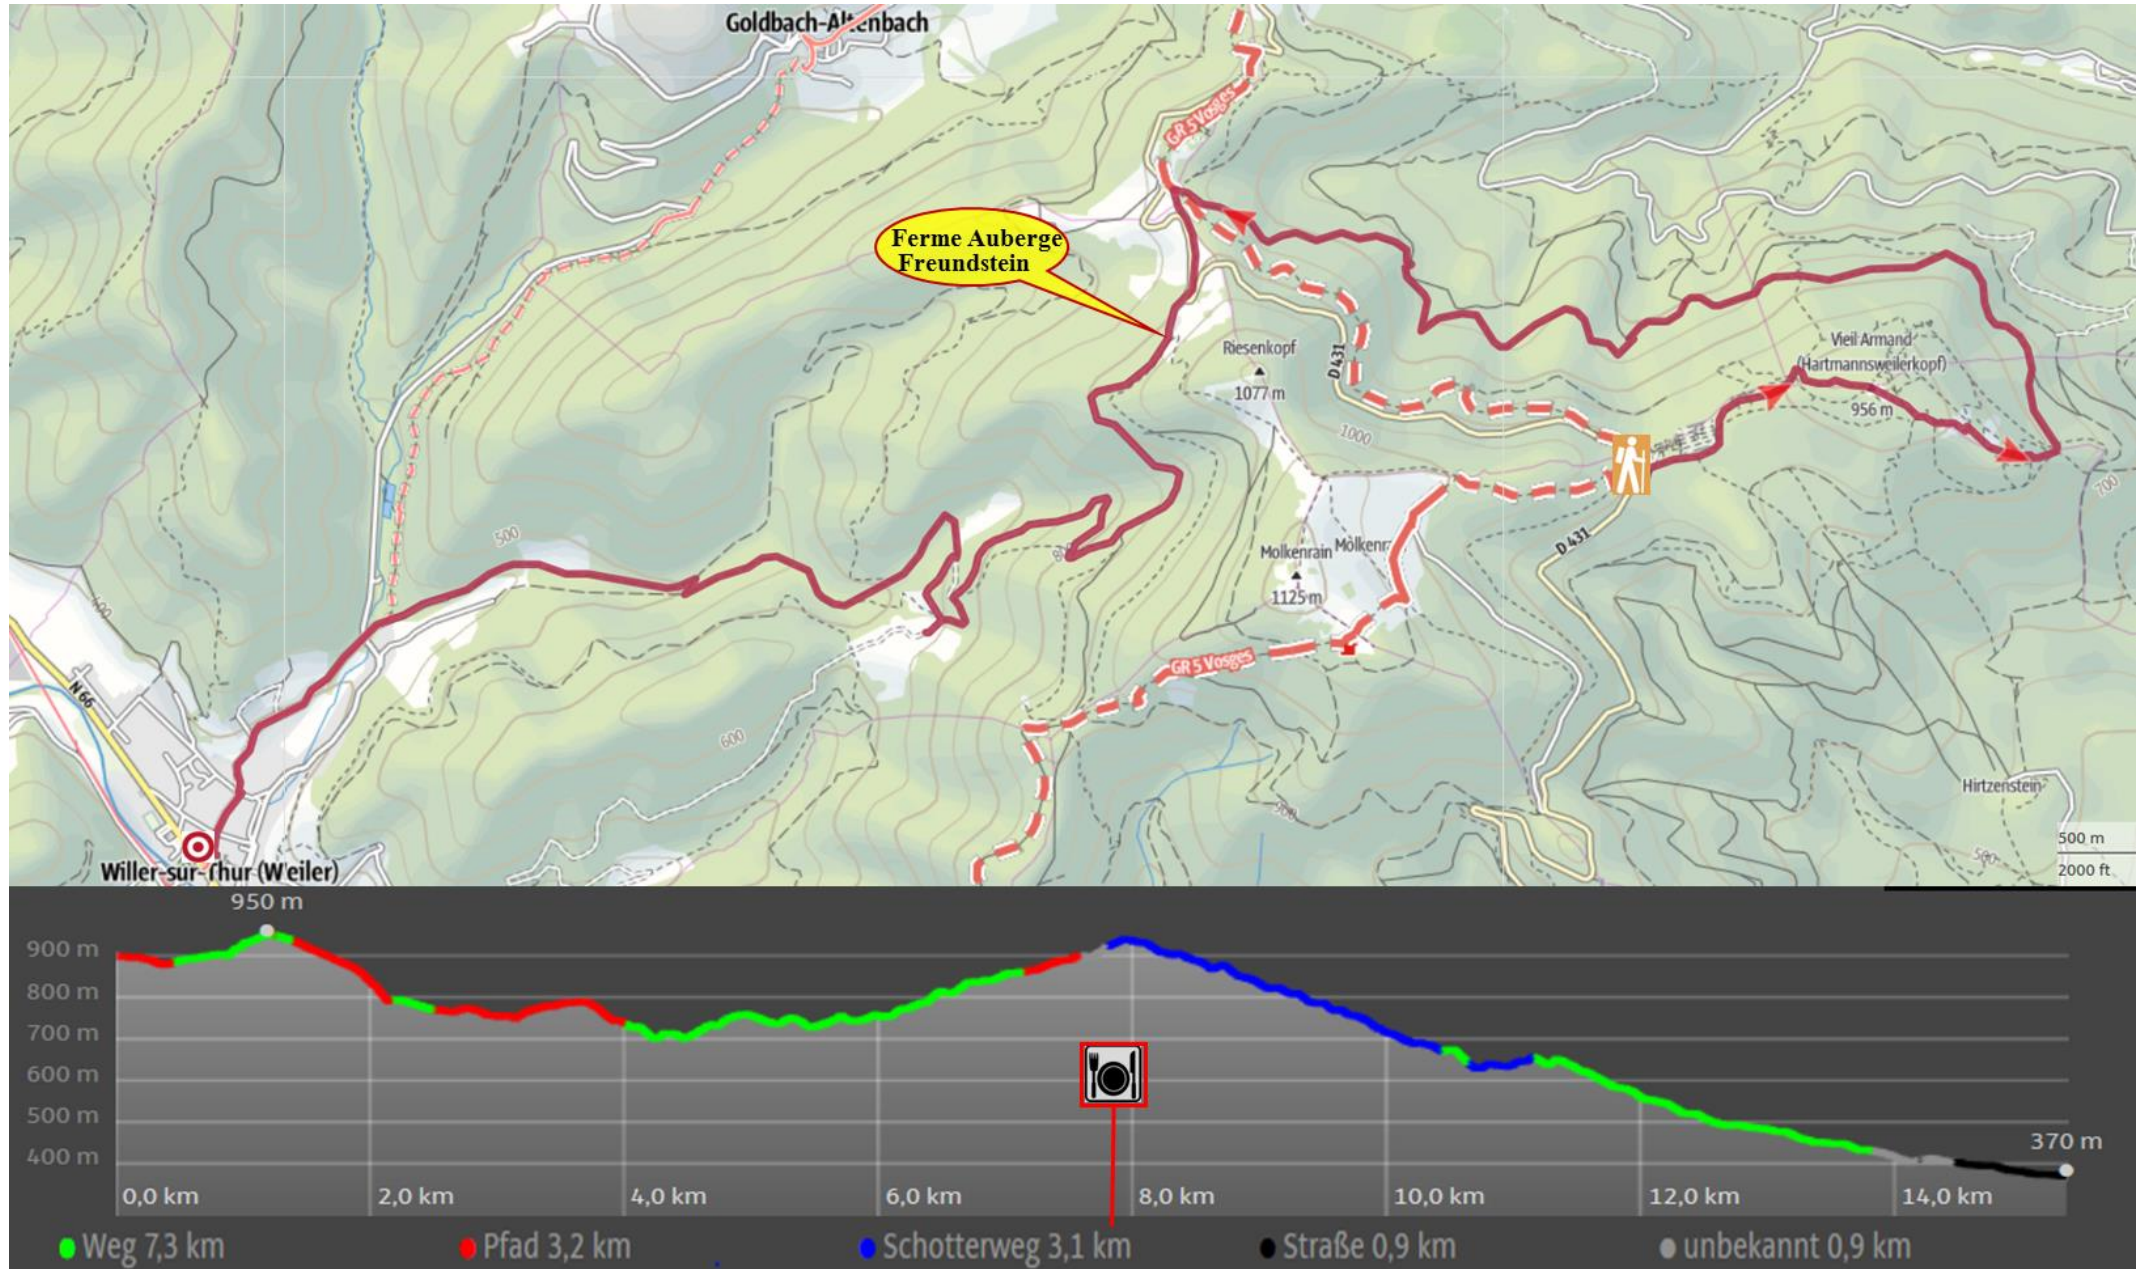 Goldbach-Altenbach
GR 5 Vosges
Ferme Auberge
Freundstein
Riesenkopf
1077 m
D 431
Vieil Armand
(Hartmannsweilerkopf)
956 m
1000
700
500
D 431
Molkenrain
1125 m
400
GR 5 Vosges
N 66
600
Hirtzenstein
500 m
2000 ft
Willer-sur-Thur (Weiler)
950 m
900 m
800 m
700 m
600 m
500 m
400 m
370 m
0,0 km
2,0 km
4,0 km
6,0 km
8,0 km
10,0 km
12,0 km
14,0 km
Weg 7,3 km
Pfad 3,2 km
Schotterweg 3,1 km
Straße 0,9 km
unbekannt 0,9 km